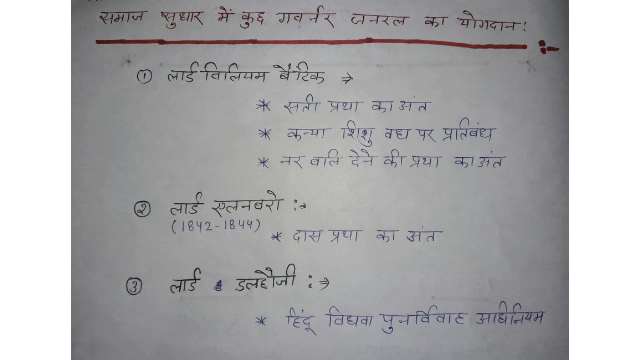 समाज सुधार में कुछ गवर्नर जनरल का योगदान! :-
① लार्ड विलियम बैंटिक →
* सती प्रथा का अंत
* कन्या शिशु वध पर प्रतिबंध
* नर बलि देने की प्रथा का अंत
② लार्ड एलनबरो :→
(1842-1844)
* दास प्रथा का अंत
③ लार्ड डलहौजी :→
* हिंदू विधवा पुनर्विवाह अधिनियम